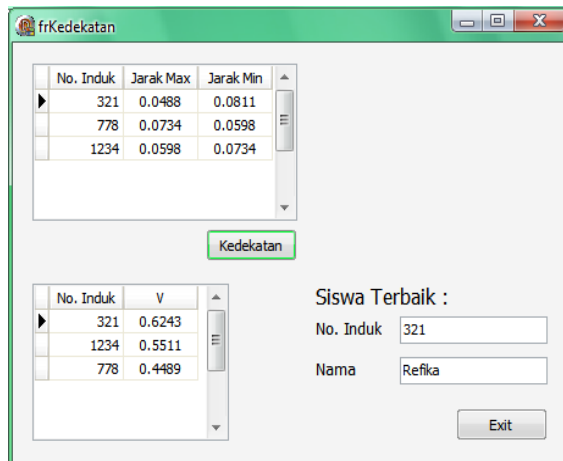 frKedekatan
No. Induk Jarak Max Jarak Min
321 0.0488 0.0811
778 0.0734 0.0598
1234 0.0598 0.0734
Kedekatan
No. Induk V
321 0.6243
1234 0.5511
778 0.4489
Siswa Terbaik :
No. Induk 321
Nama Refika
Exit